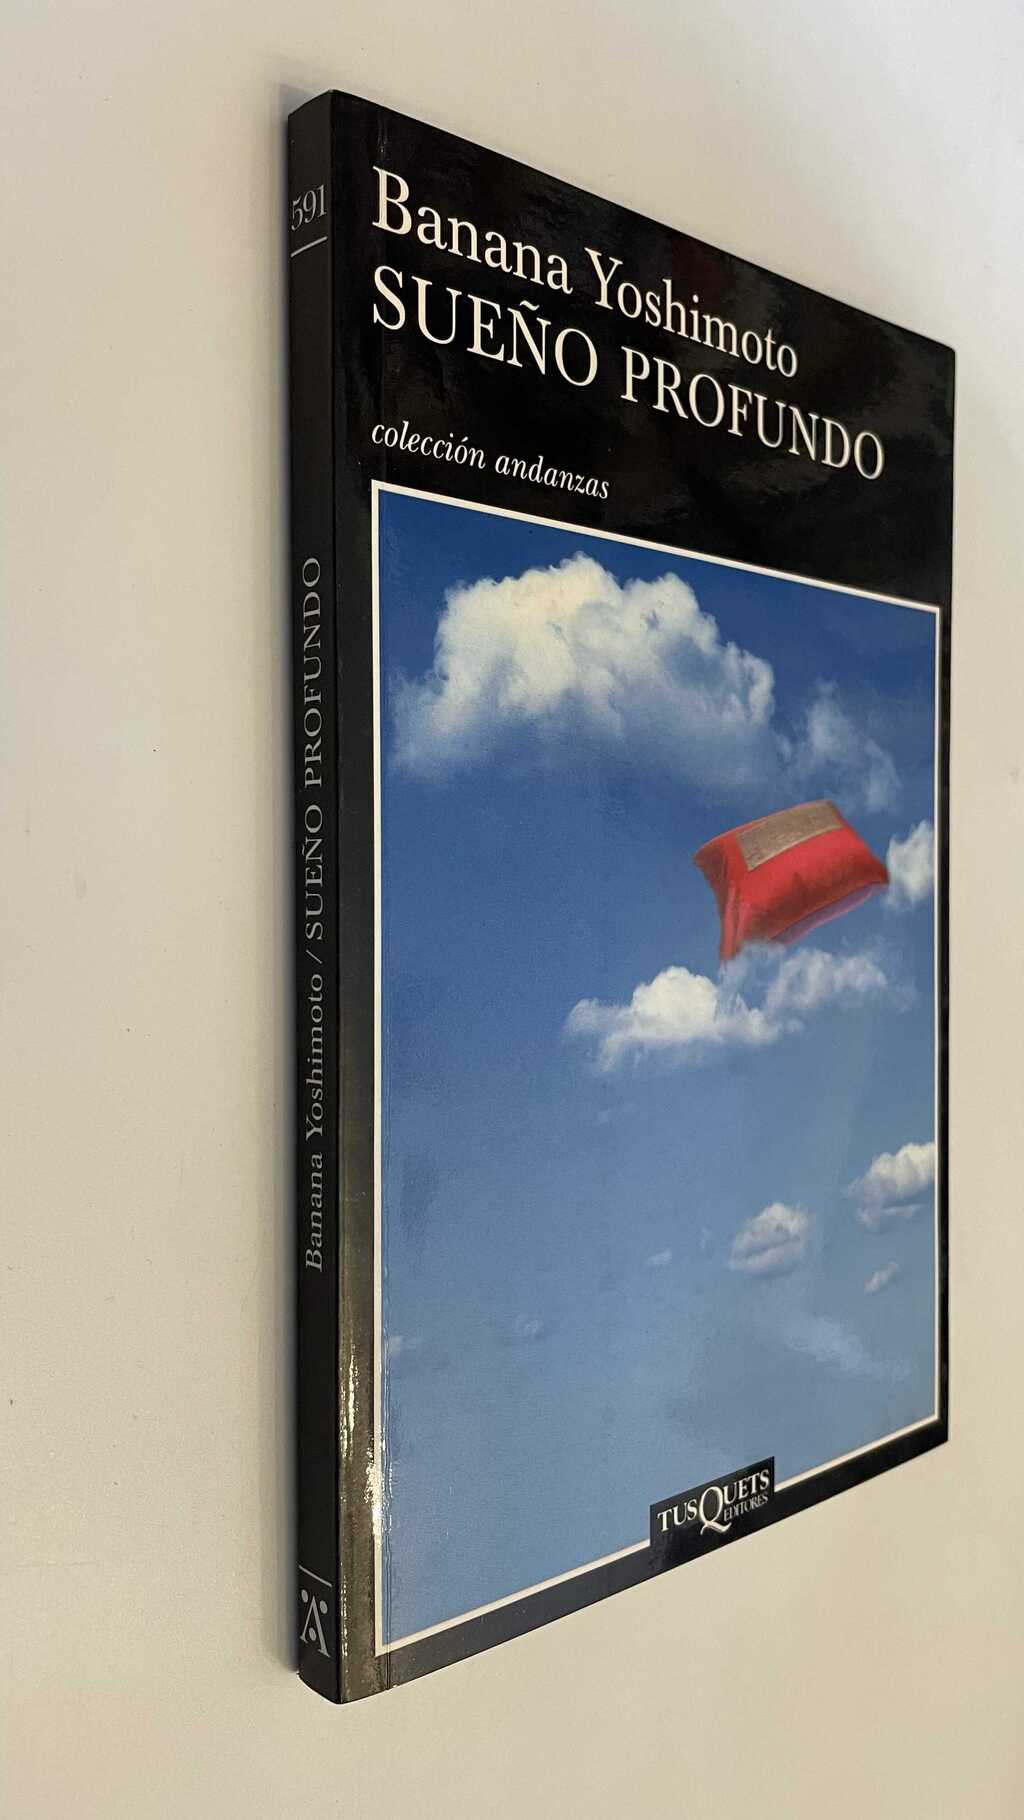 Banana Yoshimoto
SUEÑO PROFUNDO
colección andanzas
TUSQUETS
EDITORES
591
Banana Yoshimoto / SUEÑO PROFUNDO
A